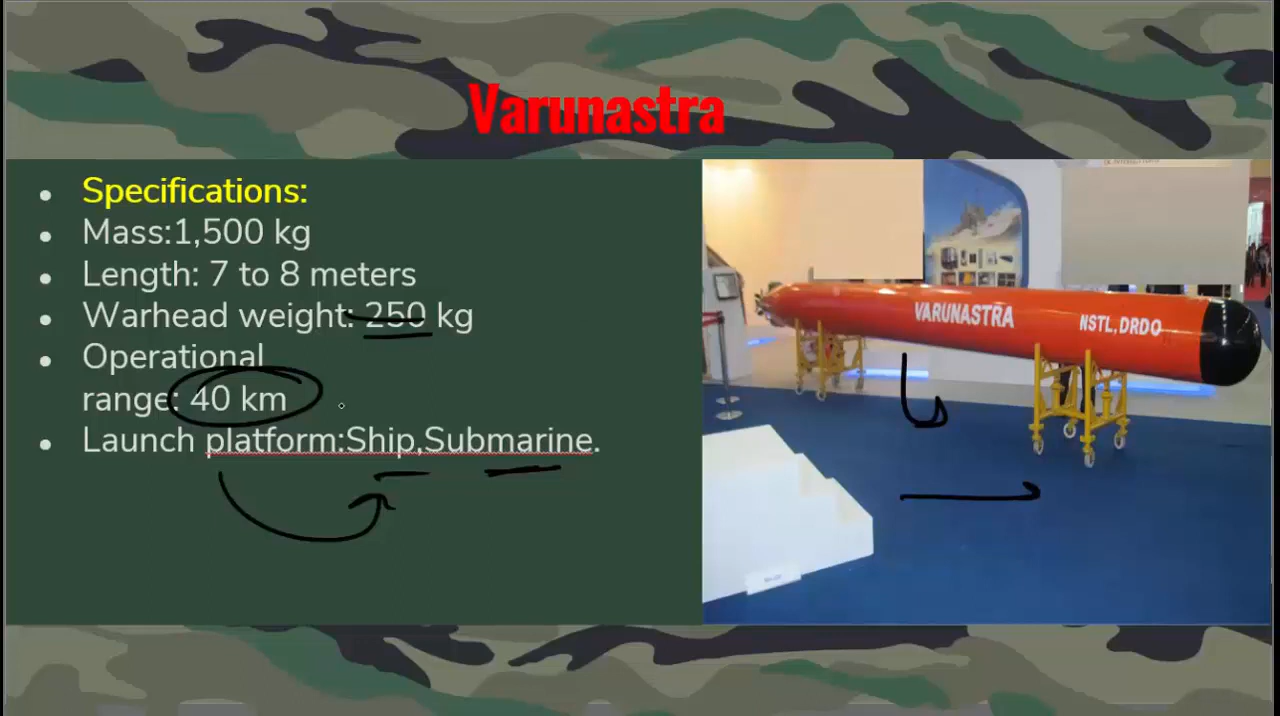 Varunastra
Specifications:
Mass:1,500 kg
Length: 7 to 8 meters
Warhead weight: 250 kg
Operational
range: 40 km
Launch platform:Ship,Submarine.
VARUNASTRA
NSTL,DRDO